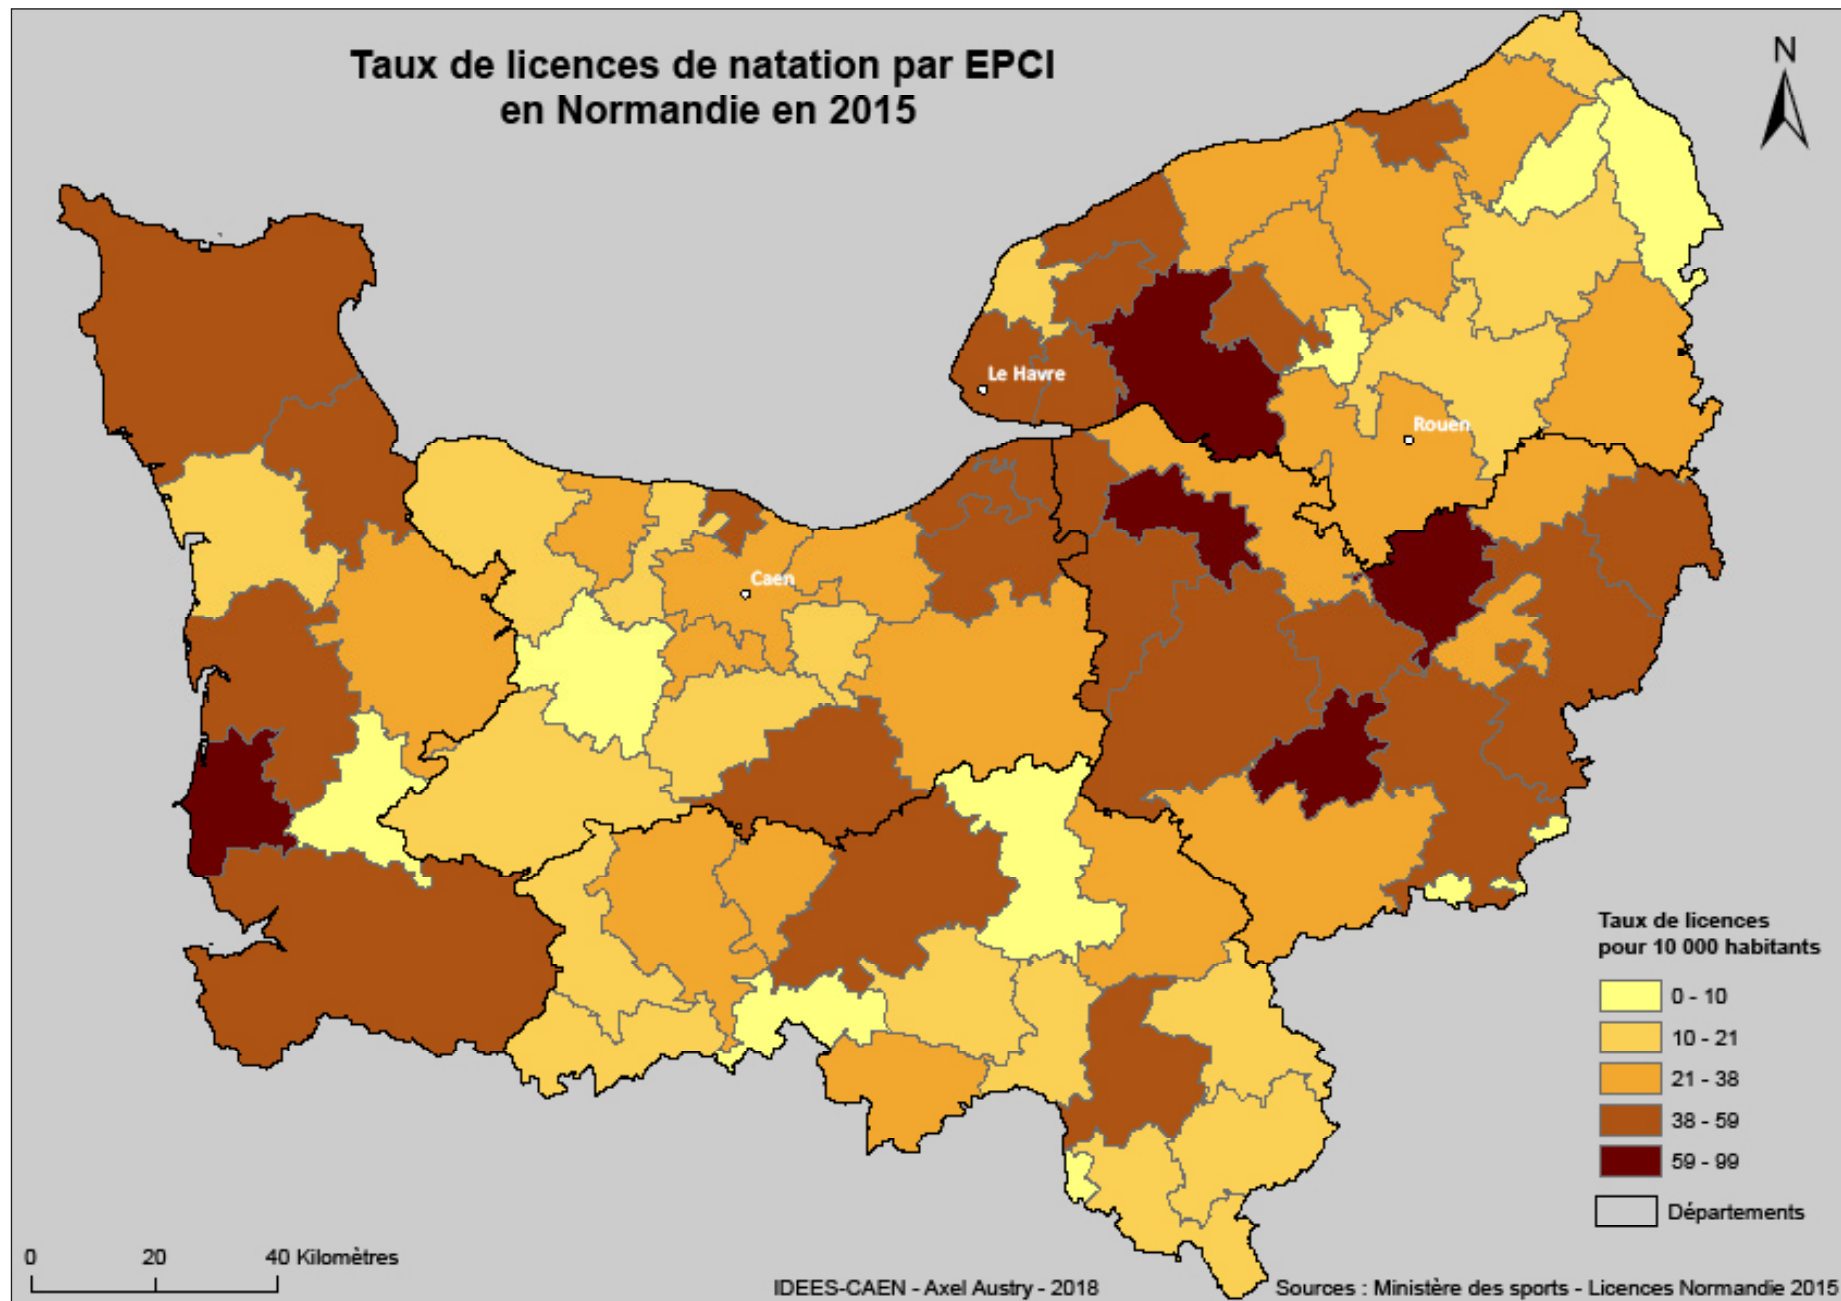 Taux de licences de natation par EPCI
en Normandie en 2015
N
Le Havre
Rouen
Caen
Taux de licences
pour 10 000 habitants
0 - 10
10 - 21
21 - 38
38 - 59
59 - 99
Départements
0 20 40 Kilomètres
IDEES-CAEN - Axel Austry - 2018
Sources : Ministère des sports - Licences Normandie 2015